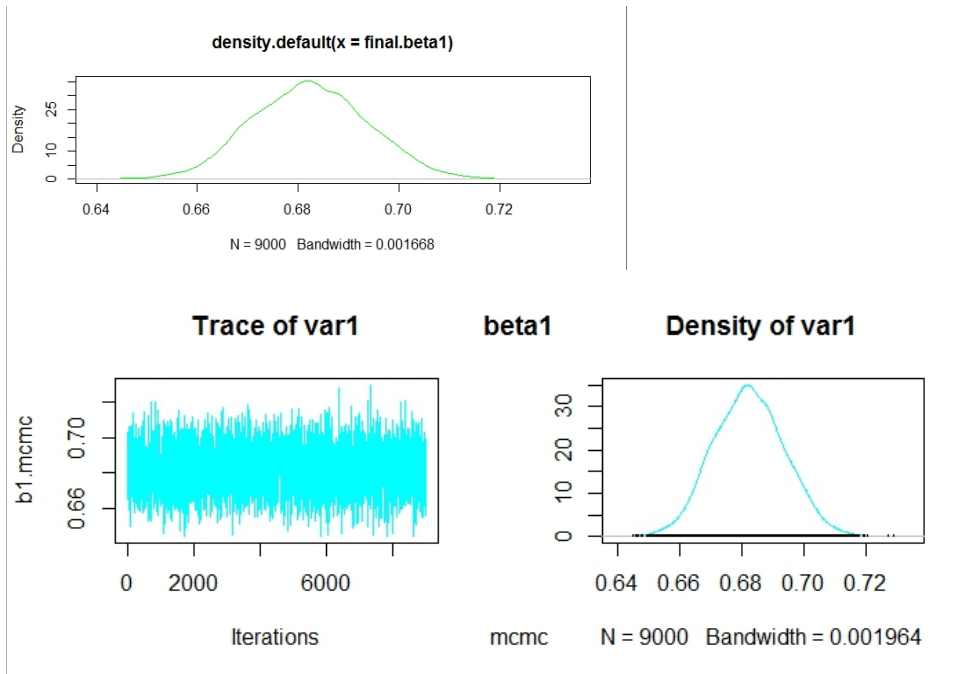 density.default(x = final.beta1)
Density
25
10
0
0.64 0.66 0.68 0.70 0.72
N = 9000 Bandwidth = 0.001668
Trace of var1
b1.mcmc
0.70
0.66
0 2000 6000
Iterations
beta1
mcmc
Density of var1
30
20
10
0
0.64 0.66 0.68 0.70 0.72
N = 9000 Bandwidth = 0.001964